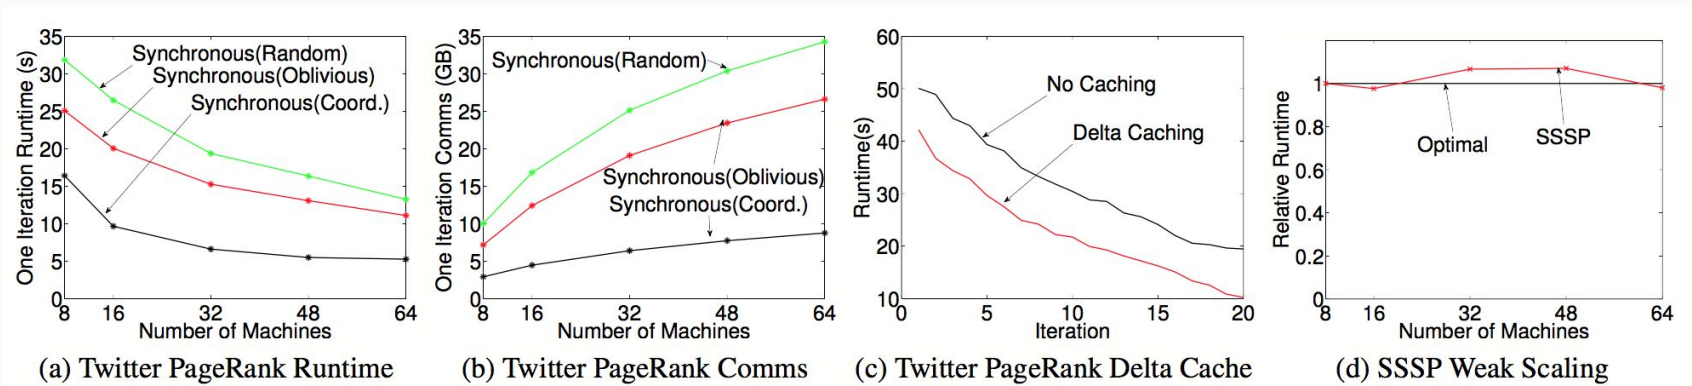 One Iteration Runtime (s)
35
30
25
20
15
10
5
0
Synchronous(Random)
Synchronous(Oblivious)
Synchronous(Coord.)
8 16 32 48 64
Number of Machines
(a) Twitter PageRank Runtime
One Iteration Comms (GB)
35
30
25
20
15
10
5
0
Synchronous(Random)
Synchronous(Oblivious)
Synchronous(Coord.)
8 16 32 48 64
Number of Machines
(b) Twitter PageRank Comms
Runtime(s)
60
50
40
30
20
10
No Caching
Delta Caching
0 5 10 15 20
Iteration
(c) Twitter PageRank Delta Cache
Relative Runtime
1
0.8
0.6
0.4
0.2
0
Optimal
SSSP
8 16 32 48 64
Number of Machines
(d) SSSP Weak Scaling